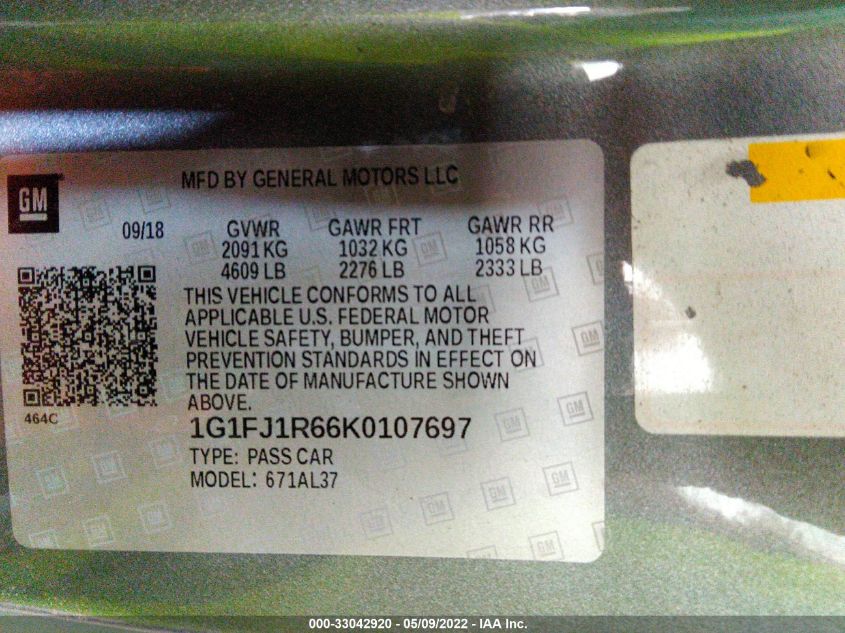 GM
MFD BY GENERAL MOTORS LLC
09/18 GVWR GAWR FRT GAWR RR
2091 KG 1032 KG 1058 KG
4609 LB 2276 LB 2333 LB
THIS VEHICLE CONFORMS TO ALL
APPLICABLE U.S. FEDERAL MOTOR
VEHICLE SAFETY, BUMPER, AND THEFT
PREVENTION STANDARDS IN EFFECT ON
THE DATE OF MANUFACTURE SHOWN
ABOVE.
464C
1G1FJ1R66K0107697
TYPE: PASS CAR
MODEL: 671AL37
000-33042920 - 05/09/2022 - IAA Inc.